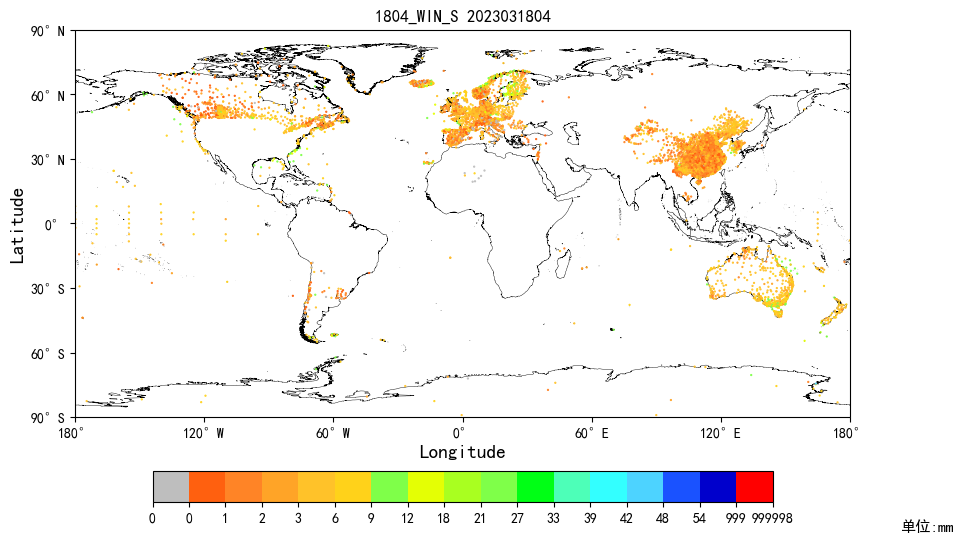 1804_WIN_S 2023031804
90° N
60° N
30° N
0°
30° S
60° S
90° S
Latitude
180° 120° W 60° W 0° 60° E 120° E 180°
Longitude
0 0 1 2 3 6 9 12 18 21 27 33 39 42 48 54 999 999998
单位:mm